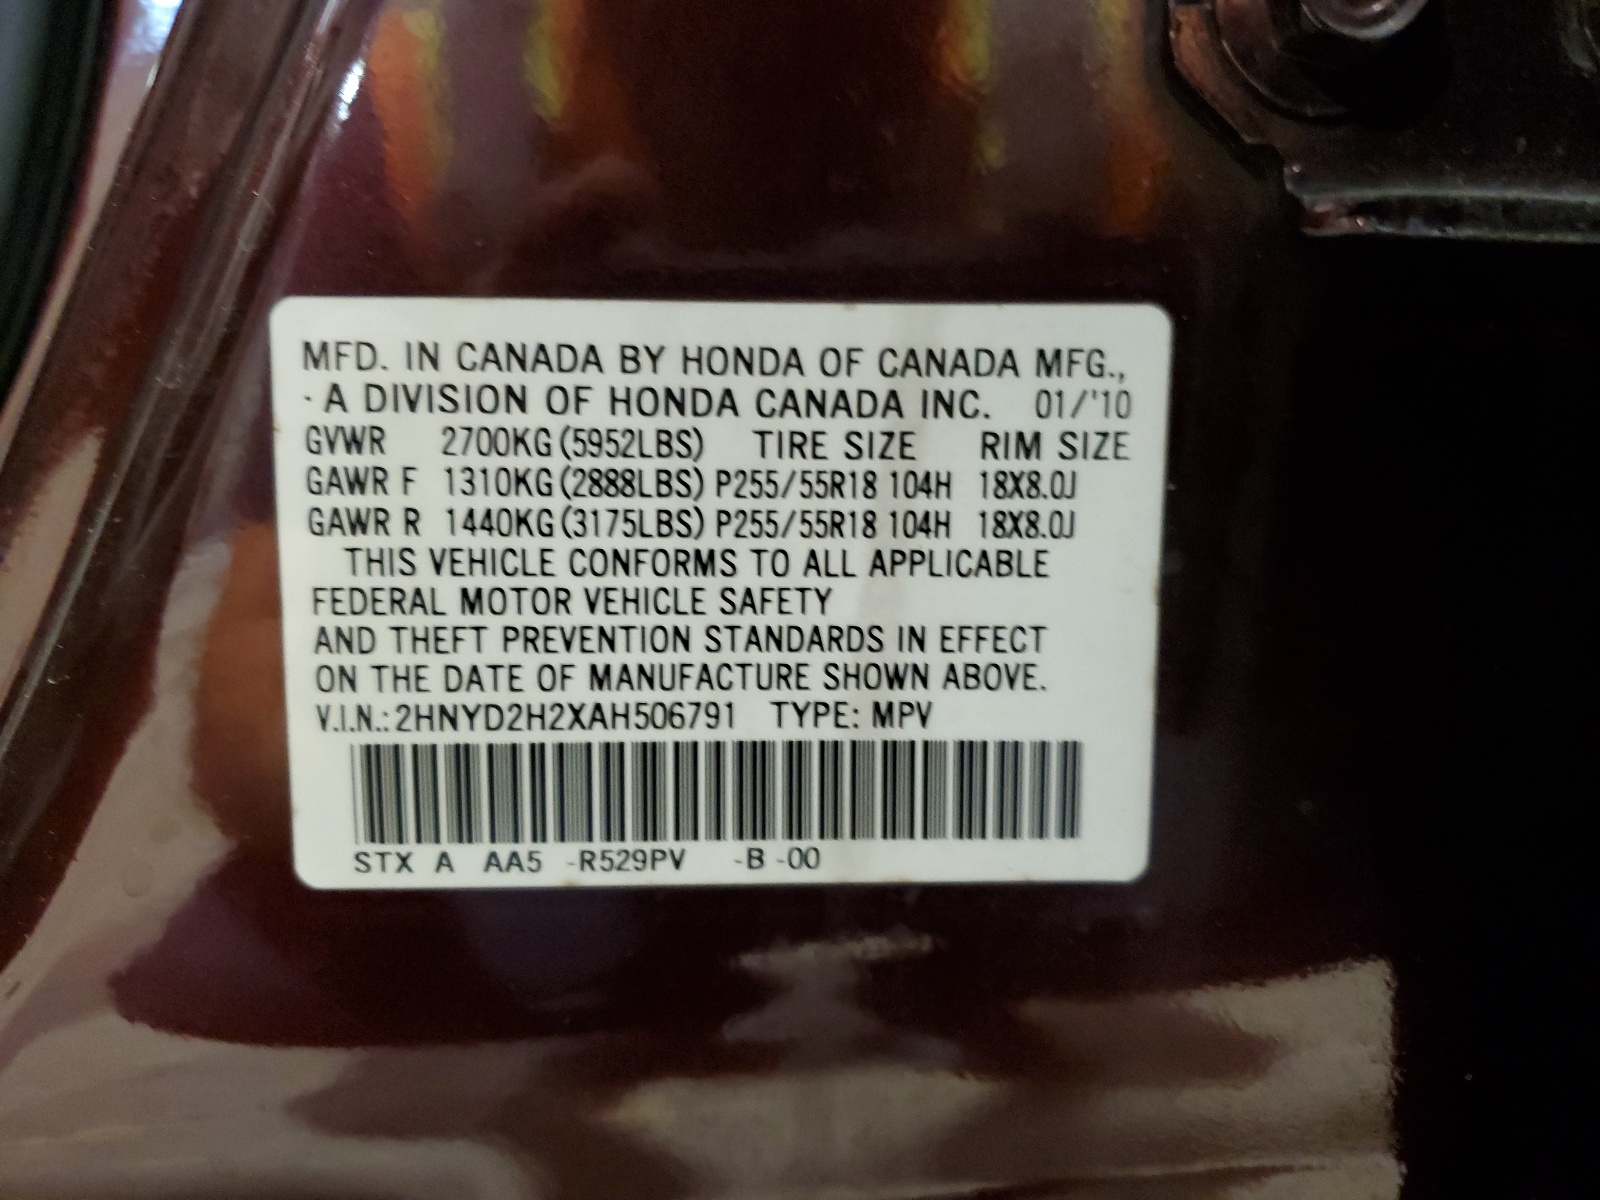 MFD. IN CANADA BY HONDA OF CANADA MFG.,
· A DIVISION OF HONDA CANADA INC. 01/'10
GVWR 2700KG (5952LBS) TIRE SIZE RIM SIZE
GAWR F 1310KG (2888LBS) P255/55R18 104H 18X8.0J
GAWR R 1440KG (3175LBS) P255/55R18 104H 18X8.0J
THIS VEHICLE CONFORMS TO ALL APPLICABLE
FEDERAL MOTOR VEHICLE SAFETY
AND THEFT PREVENTION STANDARDS IN EFFECT
ON THE DATE OF MANUFACTURE SHOWN ABOVE.
V.I.N.: 2HNYD2H2XAH506791 TYPE: MPV
STX A AA5 -R529PV -B -00